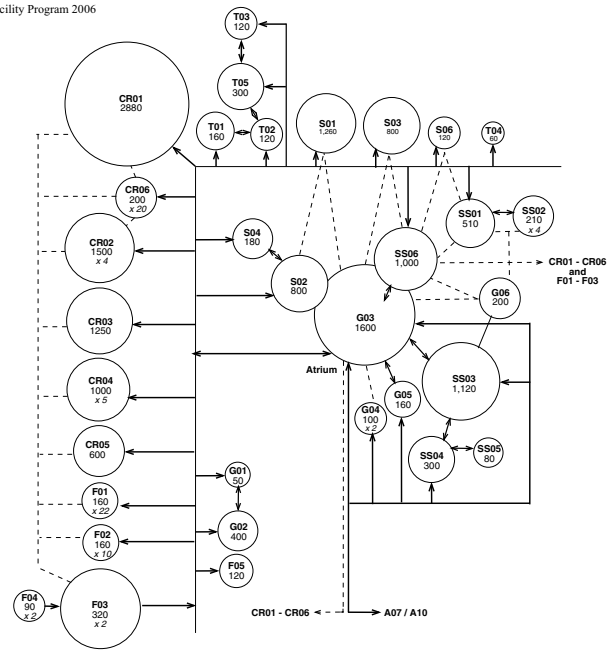 cility Program 2006
T03
120
T05
300
T01
160
T02
120
CR01
2880
S01
1,260
S03
800
S06
120
T04
60
CR06
200
x 20
SS01
510
SS02
210
x 4
CR02
1500
x 4
S04
180
SS06
1,000
CR01 - CR06
and
F01 - F03
S02
800
G06
200
CR03
1250
G03
1600
Atrium
SS03
1,120
CR04
1000
x 5
G05
160
G04
100
x 2
CR05
600
SS04
300
SS05
80
G01
50
F01
160
x 22
G02
400
F02
160
x 10
F05
120
F04
90
x 2
F03
320
x 2
CR01 - CR06
A07 / A10